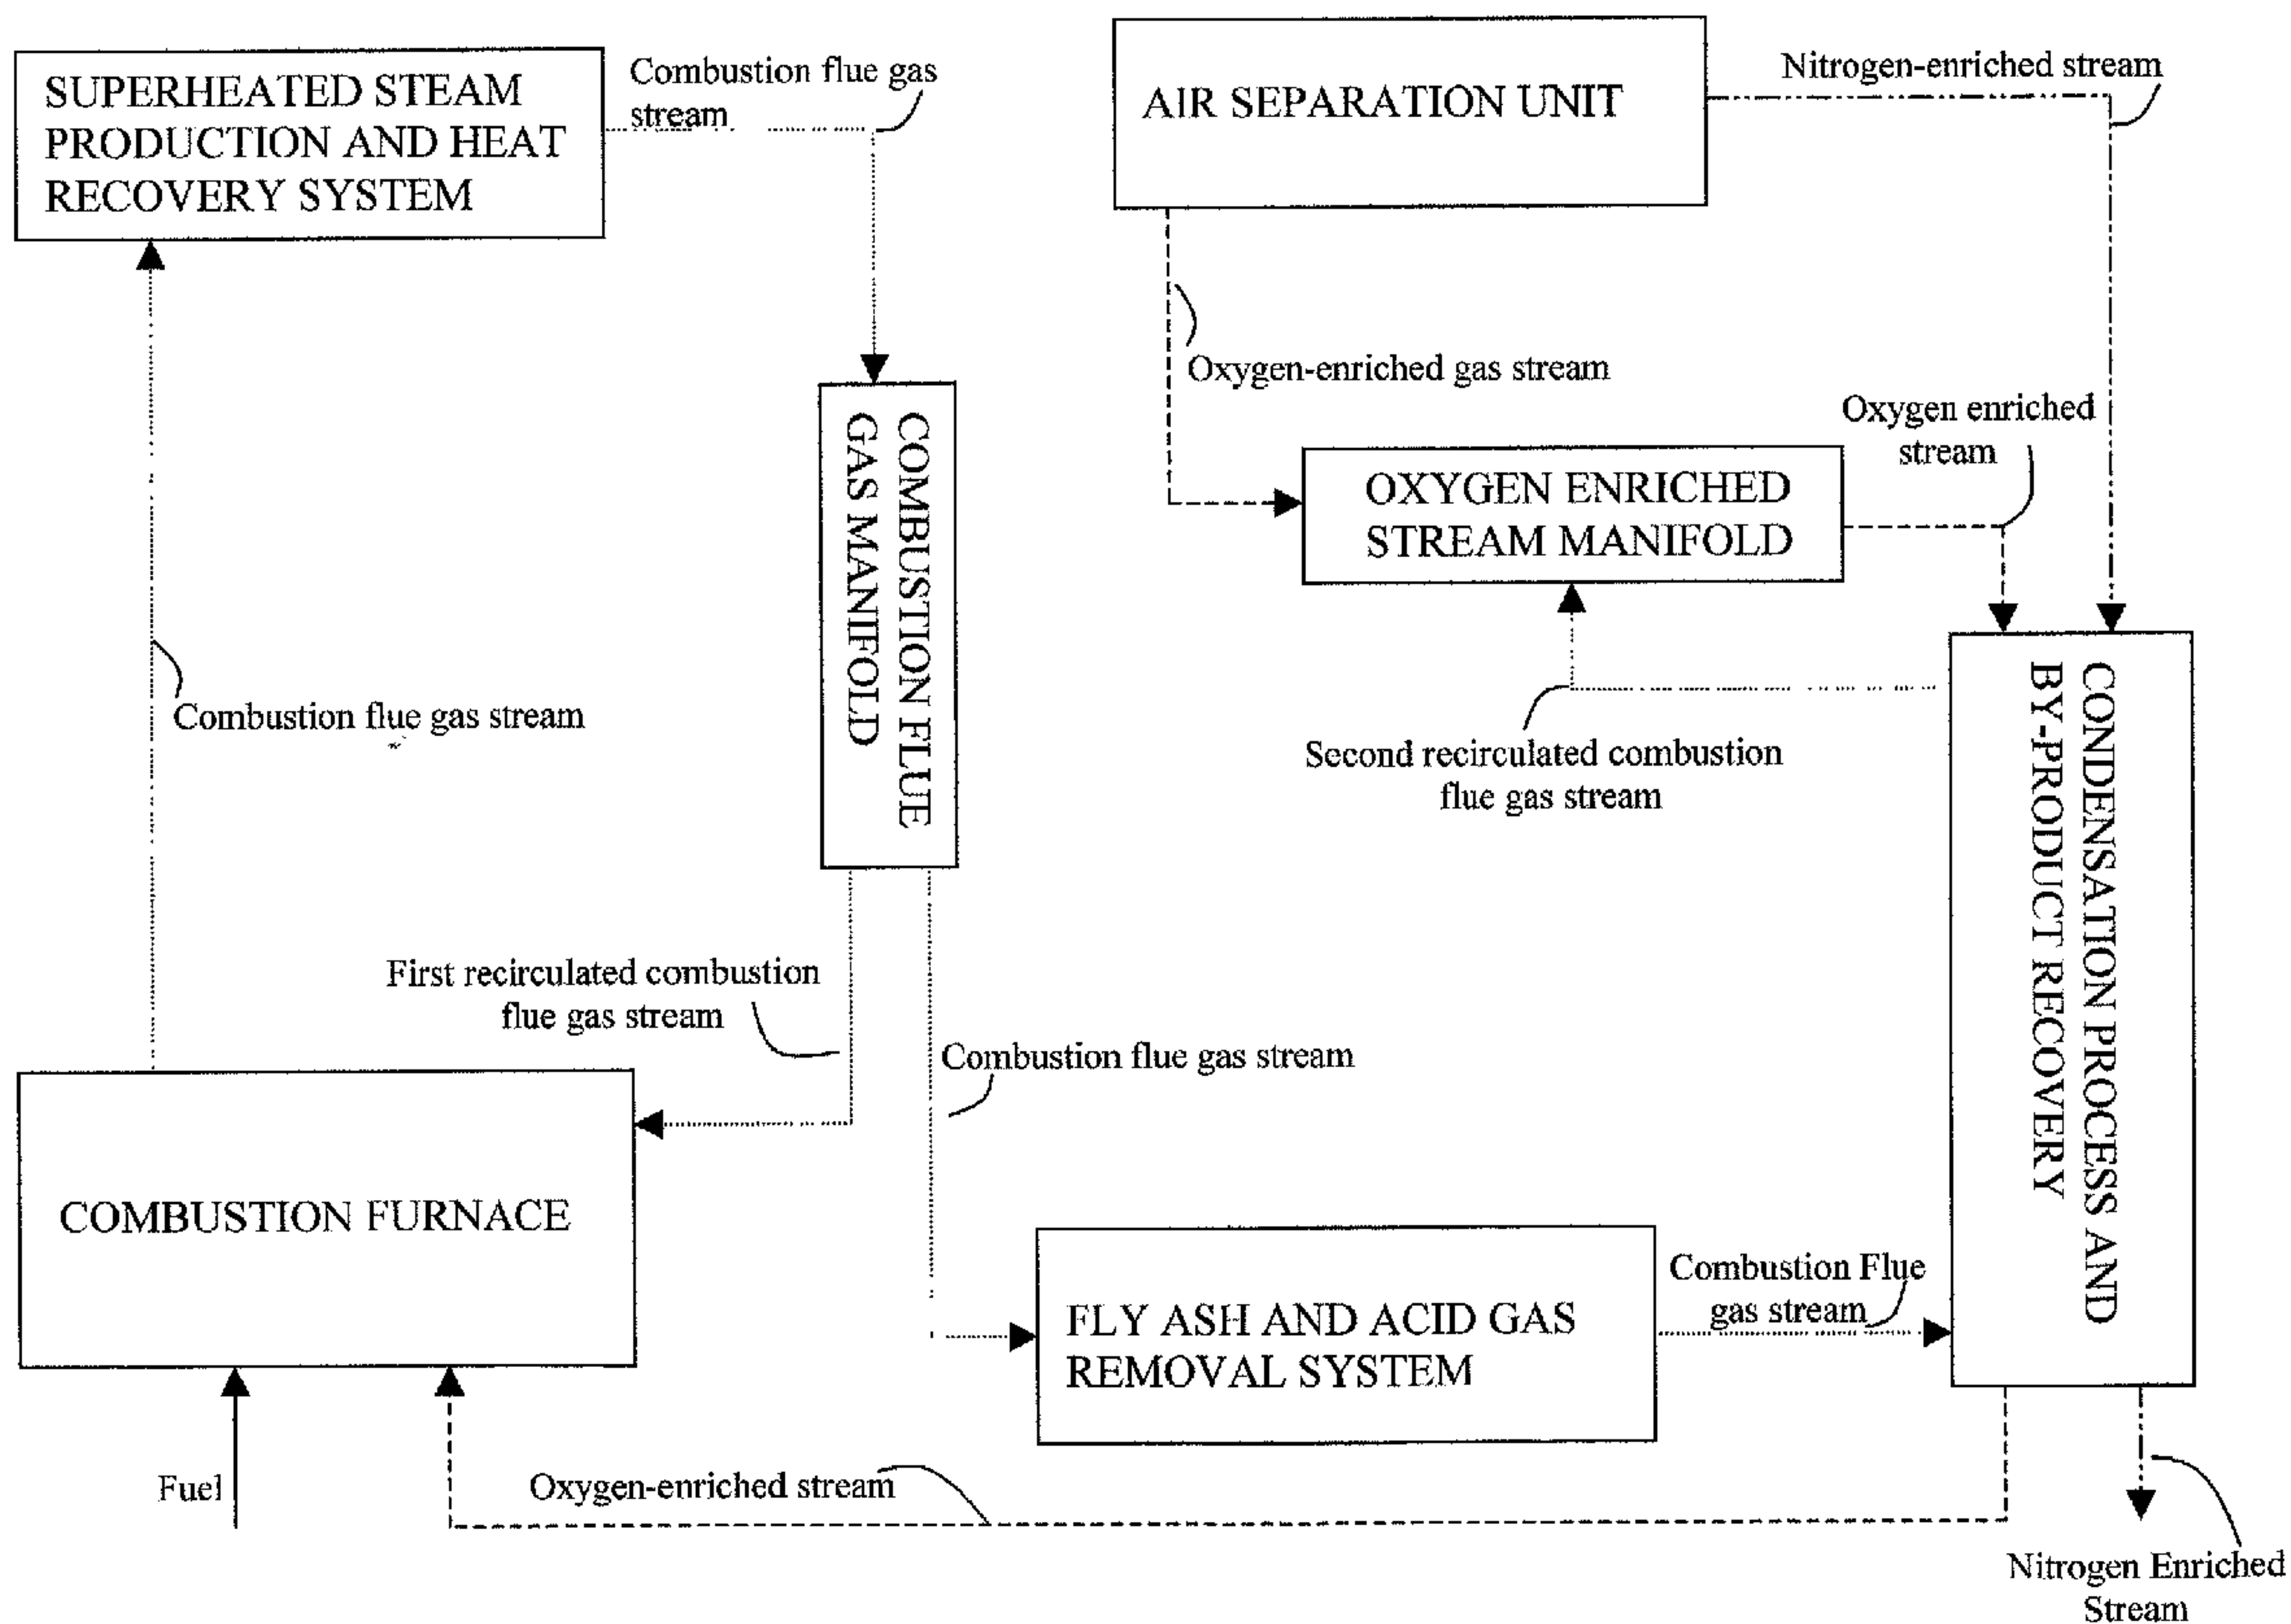 SUPERHEATED STEAM
PRODUCTION AND HEAT
RECOVERY SYSTEM
Combustion flue gas
stream
AIR SEPARATION UNIT
Nitrogen-enriched stream
Oxygen-enriched gas stream
Oxygen enriched
stream
COMBUSTION FLUE
GAS MANIFOLD
OXYGEN ENRICHED
STREAM MANIFOLD
Combustion flue gas stream
Second recirculated combustion
flue gas stream
CONDENSATION PROCESS AND
BY-PRODUCT RECOVERY
First recirculated combustion
flue gas stream
Combustion flue gas stream
COMBUSTION FURNACE
FLY ASH AND ACID GAS
REMOVAL SYSTEM
Combustion Flue
gas stream
Fuel
Oxygen-enriched stream
Nitrogen Enriched
Stream